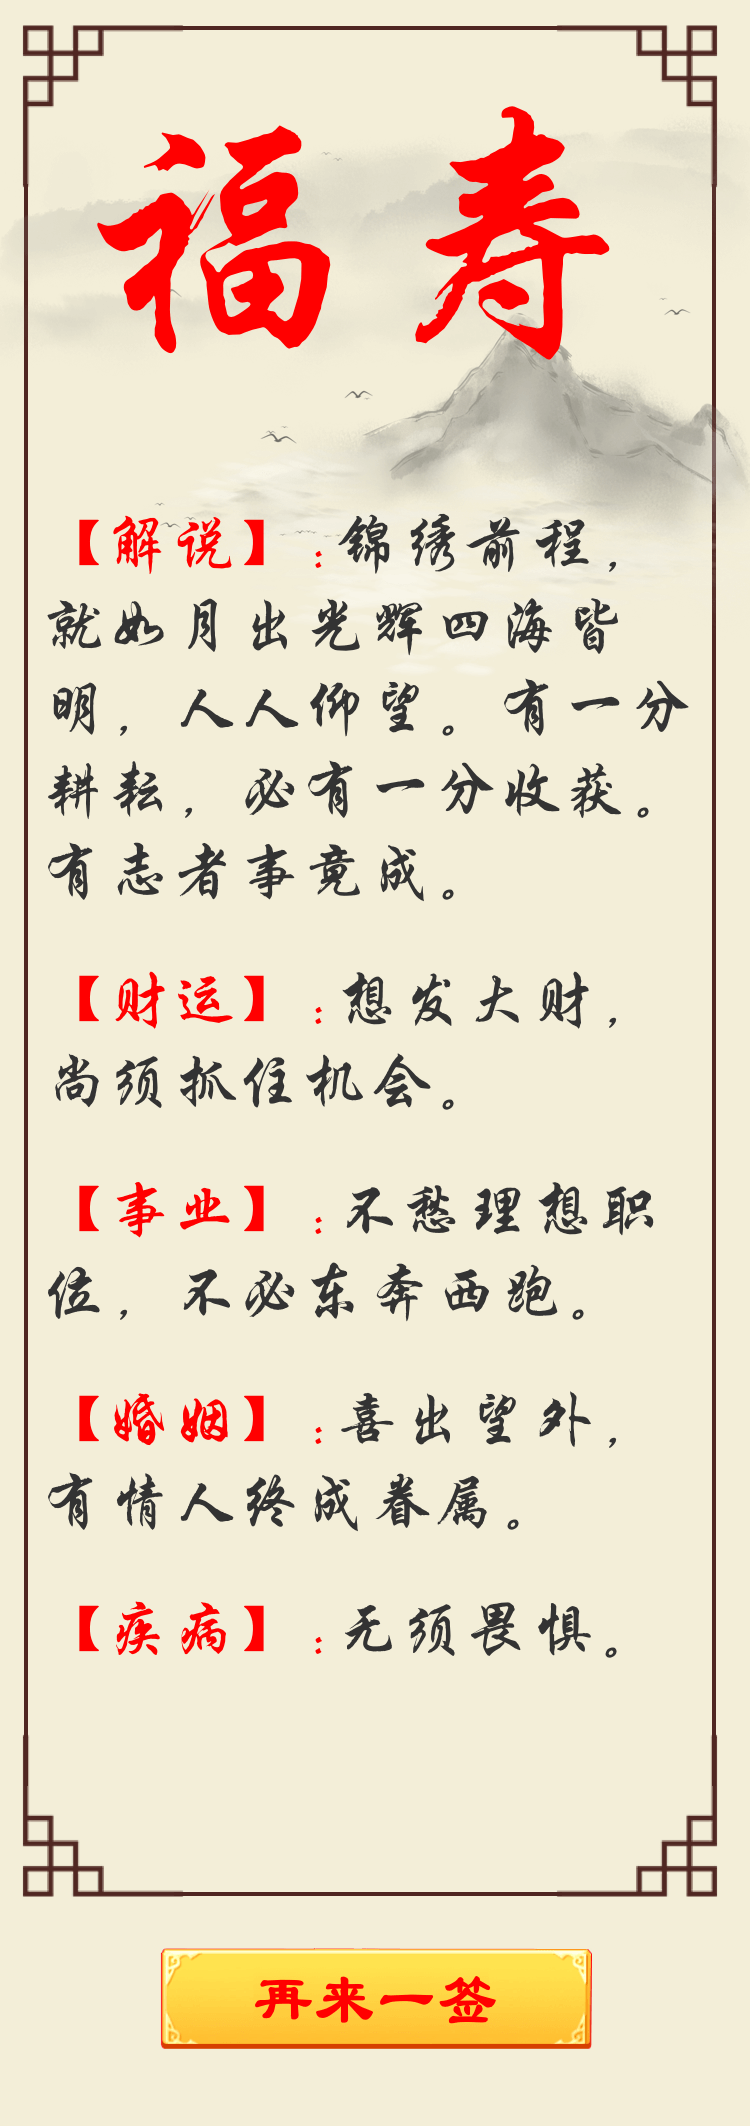 福寿
【解说】：锦绣前程，
就如月出光辉四海皆
明，人人仰望。有一分
耕耘，必有一分收获。
有志者事竟成。
【财运】：想发大财，
尚须抓住机会。
【事业】：不愁理想职
位，不必东奔西跑。
【婚姻】：喜出望外，
有情人终成眷属。
【疾病】：无须畏惧。
再来一签